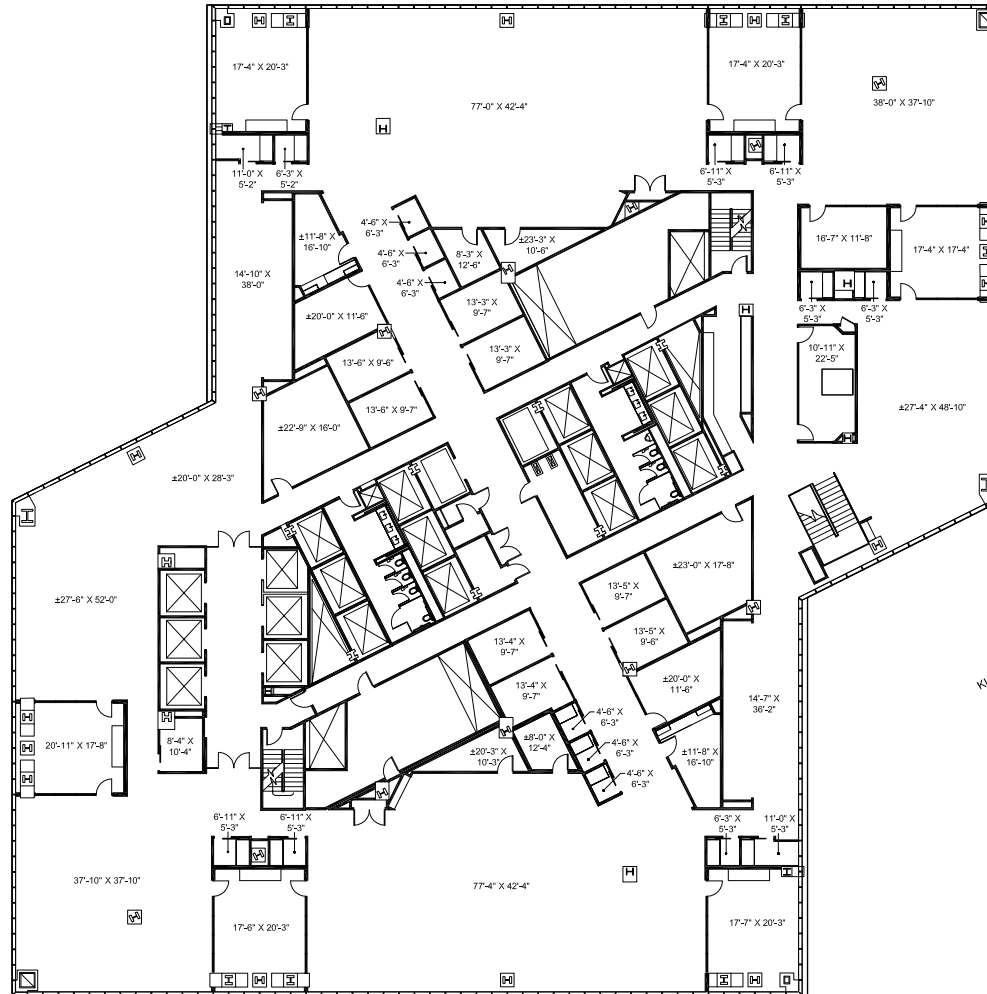 17'-4" X 20'-3"
77'-0" X 42'-4"
17'-4" X 20'-3"
38'-0" X 37'-10"
11'-0" X
5'-2"
6'-3" X
5'-2"
6'-11" X
5'-3"
6'-11" X
5'-3"
4'-6" X
6'-3"
±11'-8" X
16'-10"
8'-3" X
12'-6"
±23'-3" X
10'-6"
16'-7" X 11'-8"
17'-4" X 17'-4"
4'-6" X
6'-3"
14'-10" X
38'-0"
4'-6" X
6'-3"
13'-3" X
9'-7"
6'-3" X
5'-3"
6'-3" X
5'-3"
±20'-0" X 11'-6"
13'-3" X
9'-7"
10'-11" X
22'-5"
13'-6" X 9'-6"
13'-6" X 9'-7"
±27'-4" X 48'-10"
±22'-9" X 16'-0"
±20'-0" X 28'-3"
±23'-0" X 17'-8"
13'-5" X
9'-7"
±27'-6" X 52'-0"
13'-5" X
9'-6"
13'-4" X
9'-7"
±20'-0" X
11'-6"
13'-4" X
9'-7"
14'-7" X
36'-2"
4'-6" X
6'-3"
20'-11" X 17'-8"
8'-4" X
10'-4"
±8'-0" X
12'-4"
4'-6" X
6'-3"
±20'-3" X
10'-3"
±11'-8" X
16'-10"
4'-6" X
6'-3"
6'-11" X
5'-3"
6'-11" X
5'-3"
6'-3" X
5'-3"
11'-0" X
5'-3"
37'-10" X 37'-10"
77'-4" X 42'-4"
17'-6" X 20'-3"
17'-7" X 20'-3"